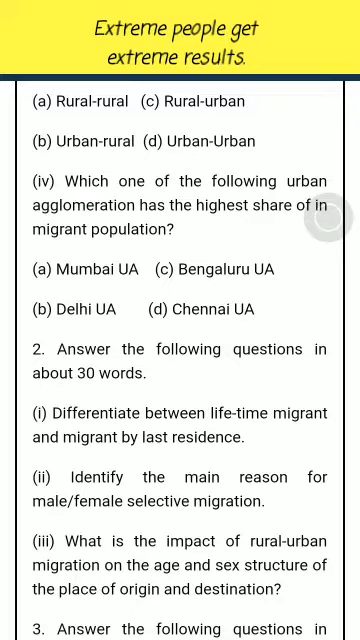 Extreme people get
extreme results.
(a) Rural-rural (c) Rural-urban
(b) Urban-rural (d) Urban-Urban
(iv) Which one of the following urban
agglomeration has the highest share of in
migrant population?
(a) Mumbai UA (c) Bengaluru UA
(b) Delhi UA (d) Chennai UA
2. Answer the following questions in
about 30 words.
(i) Differentiate between life-time migrant
and migrant by last residence.
(ii) Identify the main reason for
male/female selective migration.
(iii) What is the impact of rural-urban
migration on the age and sex structure of
the place of origin and destination?
3. Answer the following questions in